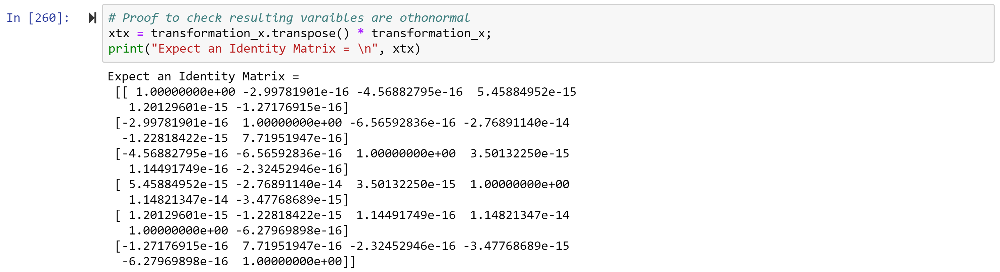 In [260]:
# Proof to check resulting varaibles are othonormal
xtx = transformation_x.transpose() * transformation_x;
print("Expect an Identity Matrix = \n", xtx)
Expect an Identity Matrix =
[[ 1.00000000e+00 -2.99781901e-16 -4.56882795e-16  5.45884952e-15
1.20129601e-15 -1.27176915e-16]
[-2.99781901e-16  1.00000000e+00 -6.56592836e-16 -2.76891140e-14
-1.22818422e-15  7.71951947e-16]
[-4.56882795e-16 -6.56592836e-16  1.00000000e+00  3.50132250e-15
1.14491749e-16 -2.32452946e-16]
[ 5.45884952e-15 -2.76891140e-14  3.50132250e-15  1.00000000e+00
1.14821347e-14 -3.47768689e-15]
[ 1.20129601e-15 -1.22818422e-15  1.14491749e-16  1.14821347e-14
1.00000000e+00 -6.27969898e-16]
[-1.27176915e-16  7.71951947e-16 -2.32452946e-16 -3.47768689e-15
-6.27969898e-16  1.00000000e+00]]